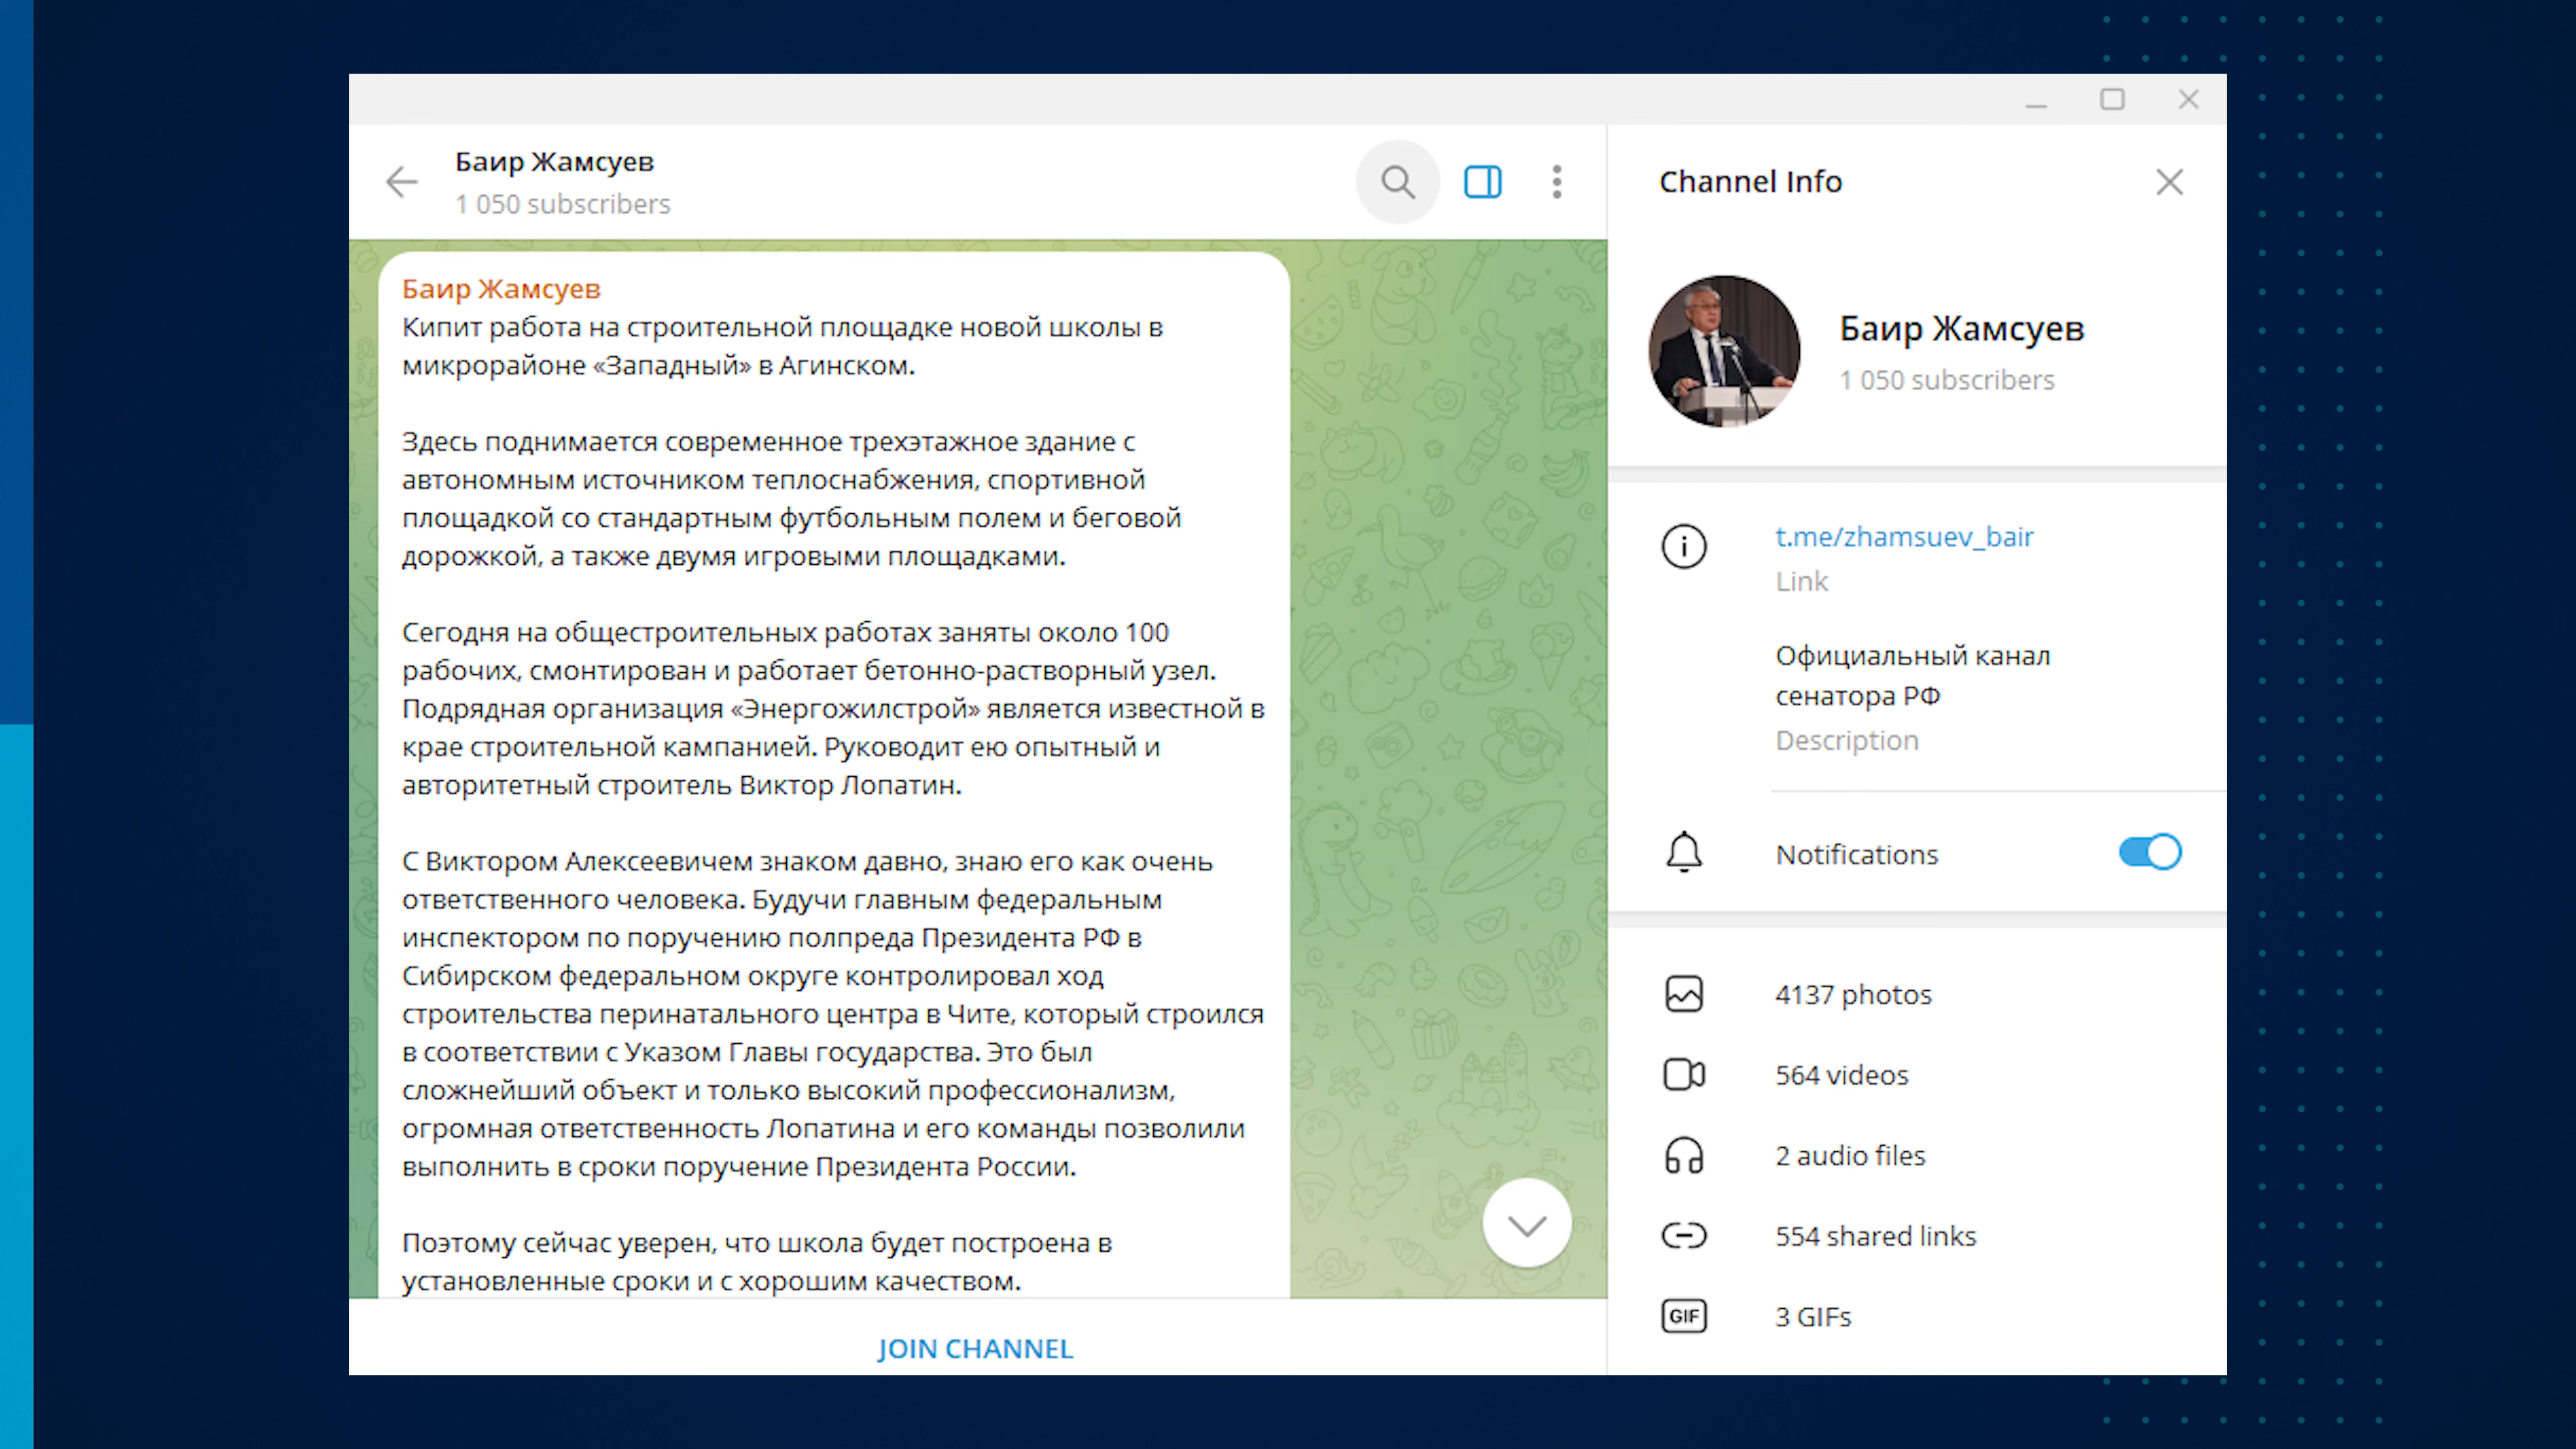 Баир Жамсуев
1 050 subscribers
Баир Жамсуев
Кипит работа на строительной площадке новой школы в
микрорайоне «Западный» в Агинском.
Здесь поднимается современное трехэтажное здание с
автономным источником теплоснабжения, спортивной
площадкой со стандартным футбольным полем и беговой
дорожкой, а также двумя игровыми площадками.
Сегодня на общестроительных работах заняты около 100
рабочих, смонтирован и работает бетонно-растворный узел.
Подрядная организация «Энергожилстрой» является известной в
крае строительной кампанией. Руководит ею опытный и
авторитетный строитель Виктор Лопатин.
С Виктором Алексеевичем знаком давно, знаю его как очень
ответственного человека. Будучи главным федеральным
инспектором по поручению полпреда Президента РФ в
Сибирском федеральном округе контролировал ход
строительства перинатального центра в Чите, который строился
в соответствии с Указом Главы государства. Это был
сложнейший объект и только высокий профессионализм,
огромная ответственность Лопатина и его команды позволили
выполнить в сроки поручение Президента России.
Поэтому сейчас уверен, что школа будет построена в
установленные сроки и с хорошим качеством.
JOIN CHANNEL
Channel Info
Баир Жамсуев
1 050 subscribers
t.me/zhamsuev_bair
Link
Официальный канал
сенатора РФ
Description
Notifications
4137 photos
564 videos
2 audio files
554 shared links
GIF
3 GIFs